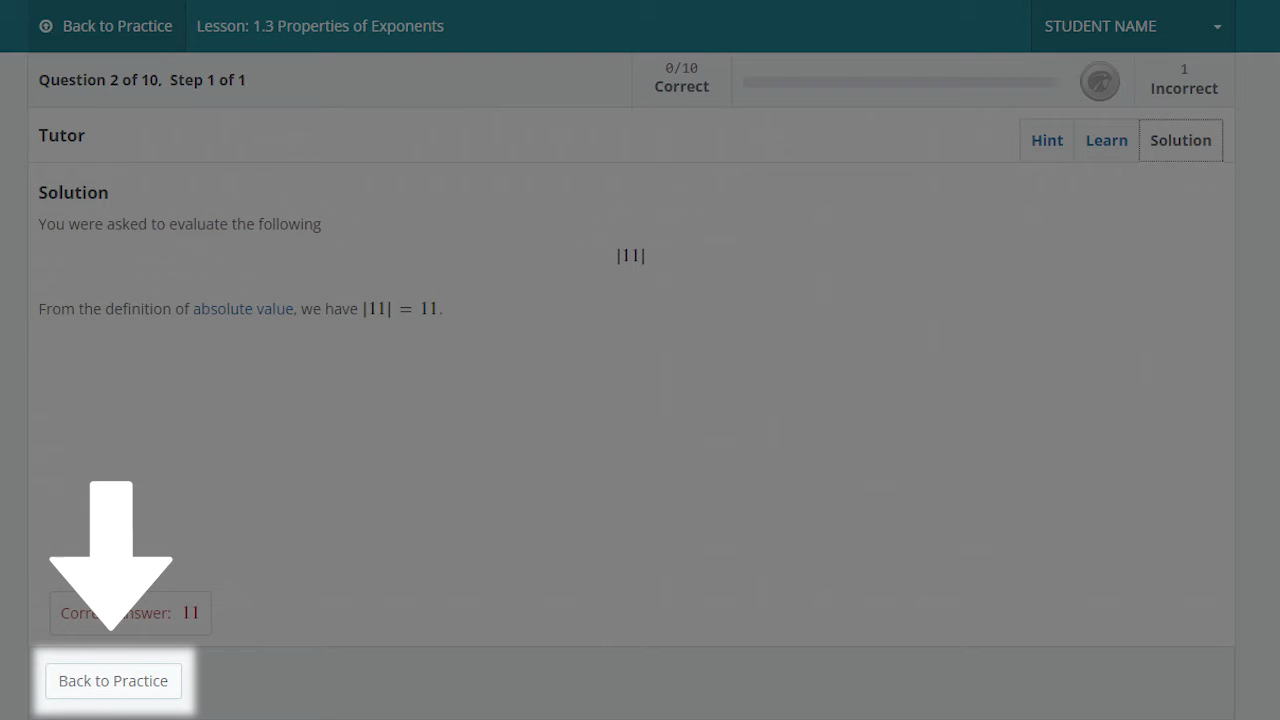 Back to Practice
Lesson: 1.3 Properties of Exponents
STUDENT NAME
Question 2 of 10, Step 1 of 1
0/10
Correct
1
Incorrect
Tutor
Hint
Learn
Solution
Solution
You were asked to evaluate the following
|11|
From the definition of absolute value, we have |11| = 11.
11
Back to Practice